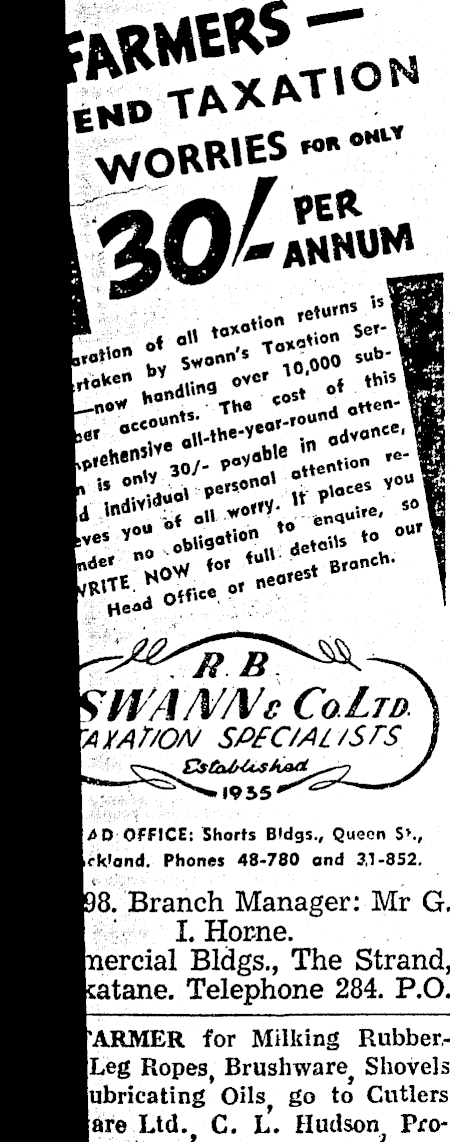 FARMERS —
END TAXATION
WORRIES FOR ONLY
30/- PER
ANNUM
aration of all taxation returns is
rtaken by Swann's Taxation Ser-
—now handling over 10,000 sub-
ber accounts. The cost of this
prehensive all-the-year-round atten-
n is only 30/- payable in advance,
d individual personal attention re-
eves you of all worry. It places you
nder no obligation to enquire, so
WRITE NOW for full details to our
Head Office or nearest Branch.
R. B.
SWANN & Co. LTD.
TAXATION SPECIALISTS
Established
1935
AD OFFICE: Shorts Bldgs., Queen St.,
ckland. Phones 48-780 and 31-852.
98. Branch Manager: Mr G.
I. Horne.
mercial Bldgs., The Strand,
katane. Telephone 284. P.O.
FARMER for Milking Rubber-
Leg Ropes, Brushware, Shovels
ubricating Oils, go to Cutlers
are Ltd., C. L. Hudson, Pro-